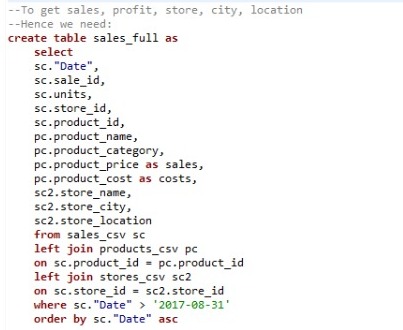 --To get sales, profit, store, city, location
--Hence we need:
create table sales_full as
select
sc."Date",
sc.sale_id,
sc.units,
sc.store_id,
sc.product_id,
pc.product_name,
pc.product_category,
pc.product_price as sales,
pc.product_cost as costs,
sc2.store_name,
sc2.store_city,
sc2.store_location
from sales_csv sc
left join products_csv pc
on sc.product_id = pc.product_id
left join stores_csv sc2
on sc.store_id = sc2.store_id
where sc."Date" > '2017-08-31'
order by sc."Date" asc